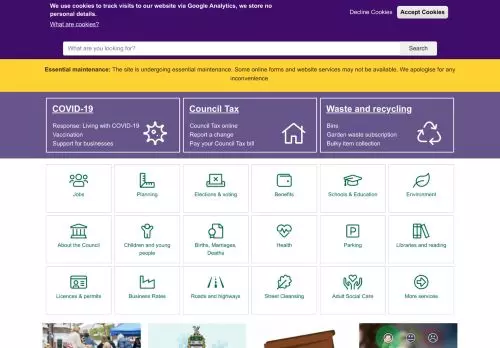 We use cookies to track visits to our website via Google Analytics, we store no
personal details.
What are cookies?
Decline Cookies
Accept Cookies
What are you looking for?
Search
Essential maintenance: The site is undergoing essential maintenance. Some online forms and website services may not be available. We apologise for any
inconvenience
COVID-19
Response: Living with COVID-19
Vaccination
Support for businesses
Council Tax
Council Tax online
Report a change
Pay your Council Tax bill
Waste and recycling
Bins
Garden waste subscription
Bulky item collection
Jobs
Planning
Elections & voting
Benefits
Schools & Education
Environment
About the Council
Children and young
people
Births, Marriages,
Deaths
Health
P
Parking
Libraries and reading
Licences & permits
Business Rates
Roads and highways
Street Cleansing
Adult Social Care
More services